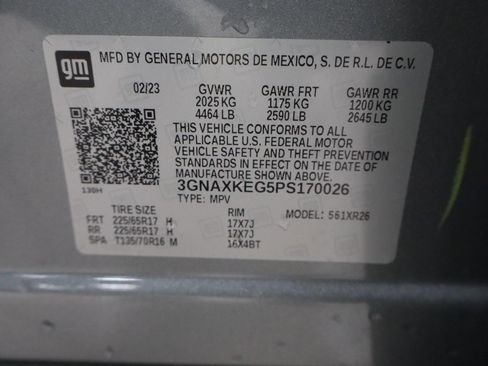 gm
MFD BY GENERAL MOTORS DE MEXICO, S. DE R.L. DE C.V.
02/23 GVWR GAWR FRT GAWR RR
2025 KG 1175 KG 1200 KG
4464 LB 2590 LB 2645 LB
THIS VEHICLE CONFORMS TO ALL
APPLICABLE U.S. FEDERAL MOTOR
VEHICLE SAFETY AND THEFT PREVENTION
STANDARDS IN EFFECT ON THE DATE OF
MANUFACTURE SHOWN ABOVE.
130H 3GNAXKEG5PS170026
TYPE: MPV
TIRE SIZE RIM MODEL: 561XR26
FRT 225/65R17 H 17X7J
RR 225/65R17 H 17X7J
SPA T135/70R16 M 16X4BT